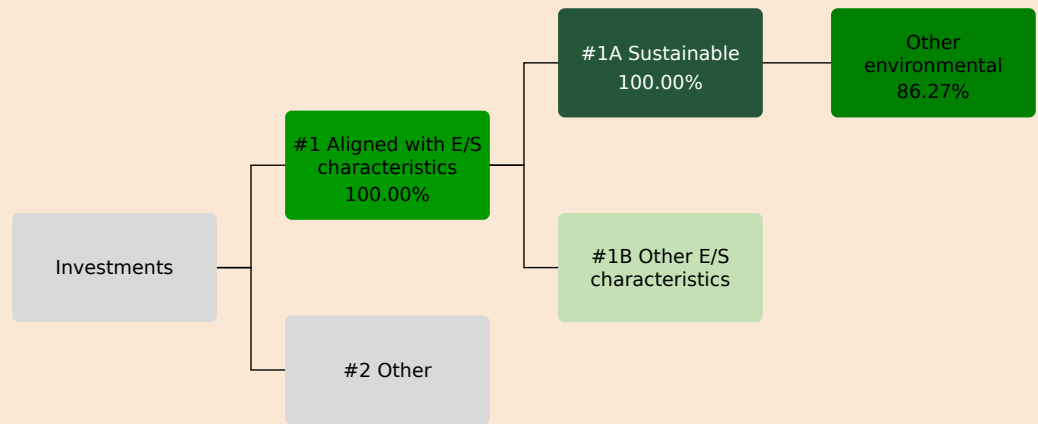 Investments
#1 Aligned with E/S
characteristics
100.00%
#2 Other
#1A Sustainable
100.00%
#1B Other E/S
characteristics
Other
environmental
86.27%